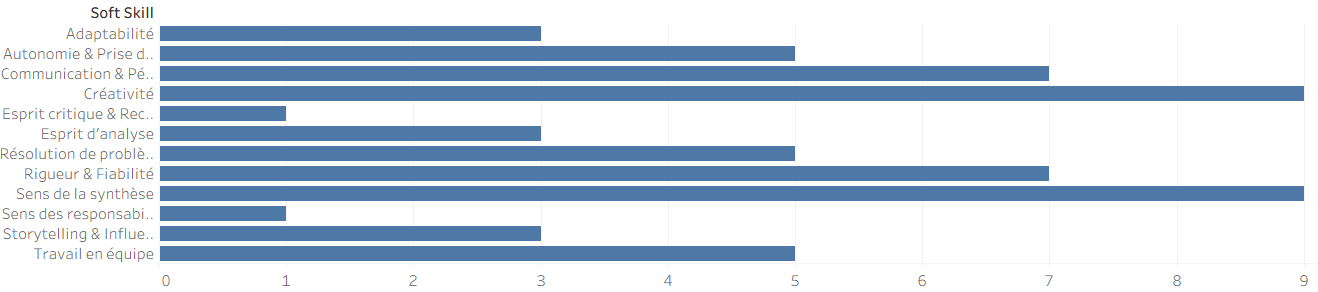 Soft Skill
Adaptabilité
Autonomie & Prise d..
Communication & Pé..
Créativité
Esprit critique & Rec..
Esprit d'analyse
Résolution de problè..
Rigueur & Fiabilité
Sens de la synthèse
Sens des responsabi..
Storytelling & Influe..
Travail en équipe
0 1 2 3 4 5 6 7 8 9